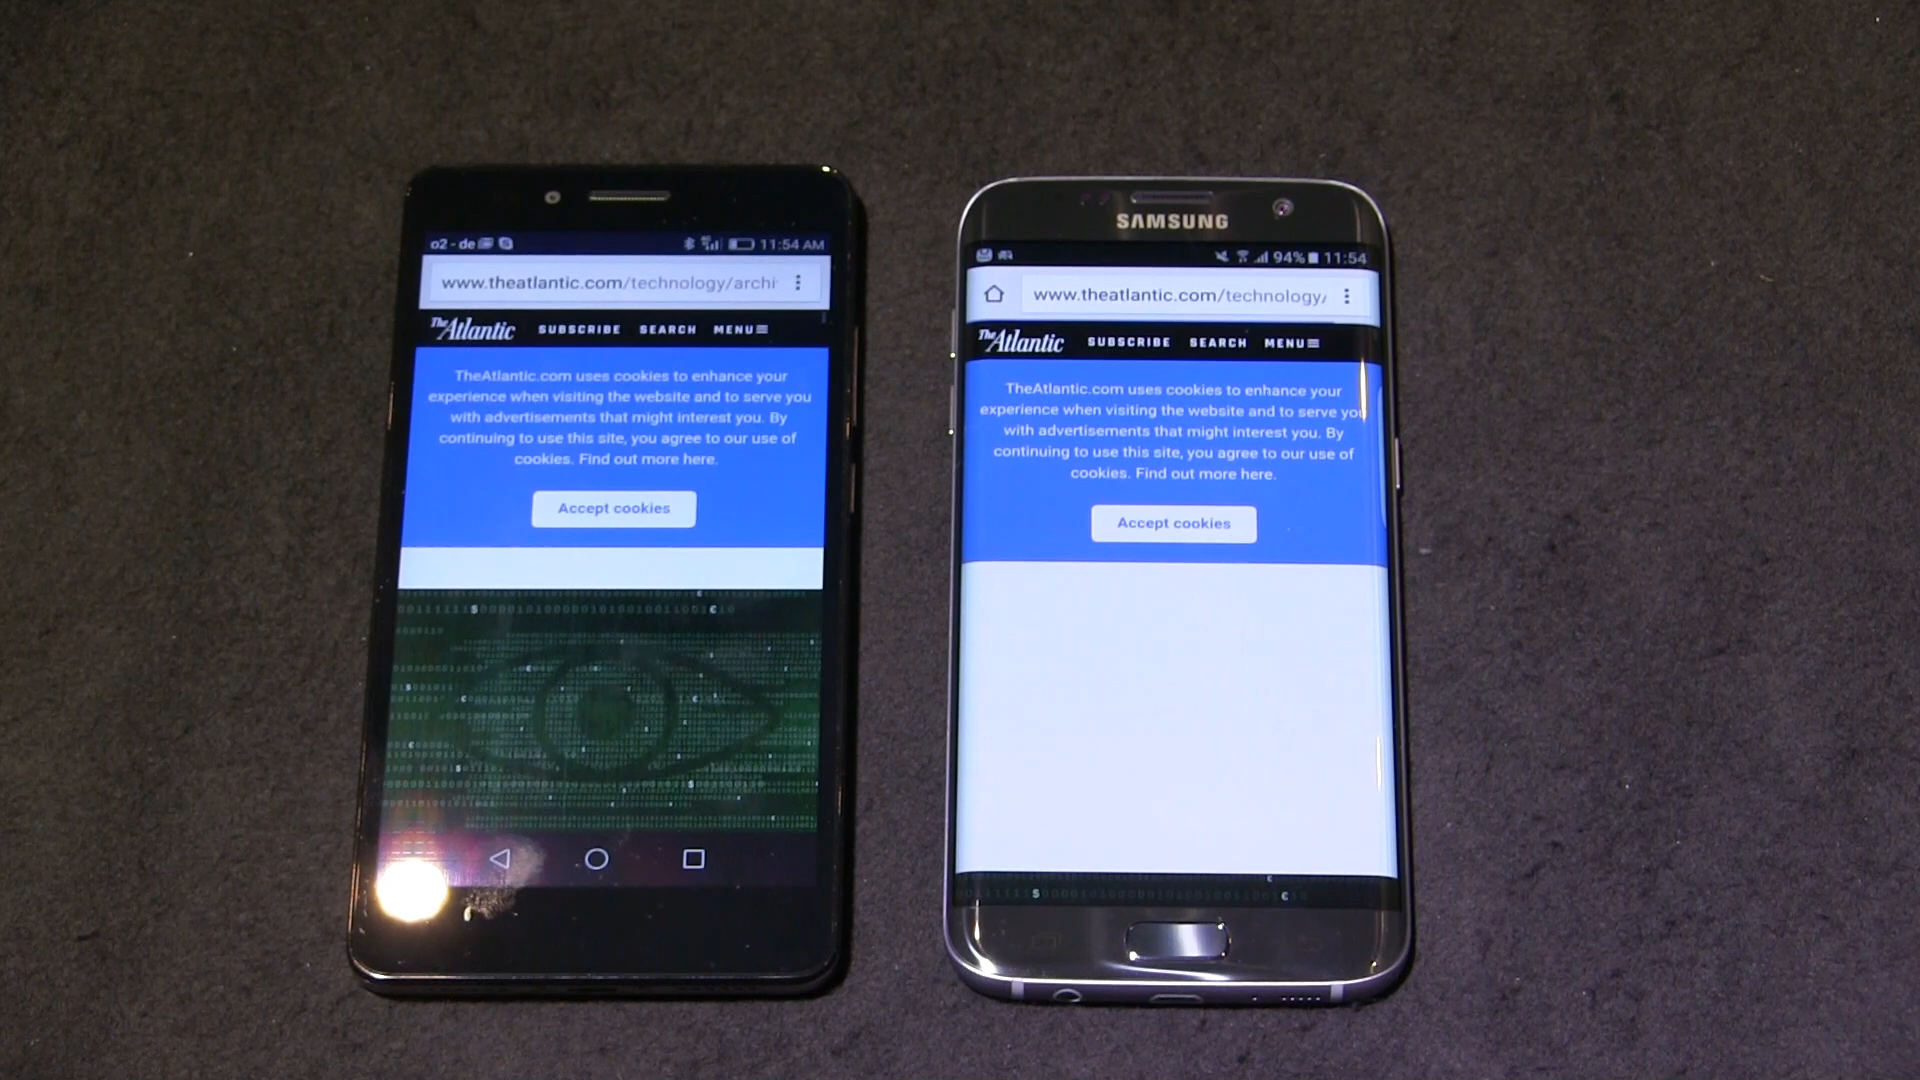 o2 - de
11:54 AM
www.theatlantic.com/technology/archi
The Atlantic SUBSCRIBE SEARCH MENU
TheAtlantic.com uses cookies to enhance your
experience when visiting the website and to serve you
with advertisements that might interest you. By
continuing to use this site, you agree to our use of
cookies. Find out more here.
Accept cookies
SAMSUNG
94% 11:54
www.theatlantic.com/technology/
The Atlantic SUBSCRIBE SEARCH MENU
TheAtlantic.com uses cookies to enhance your
experience when visiting the website and to serve you
with advertisements that might interest you. By
continuing to use this site, you agree to our use of
cookies. Find out more here.
Accept cookies